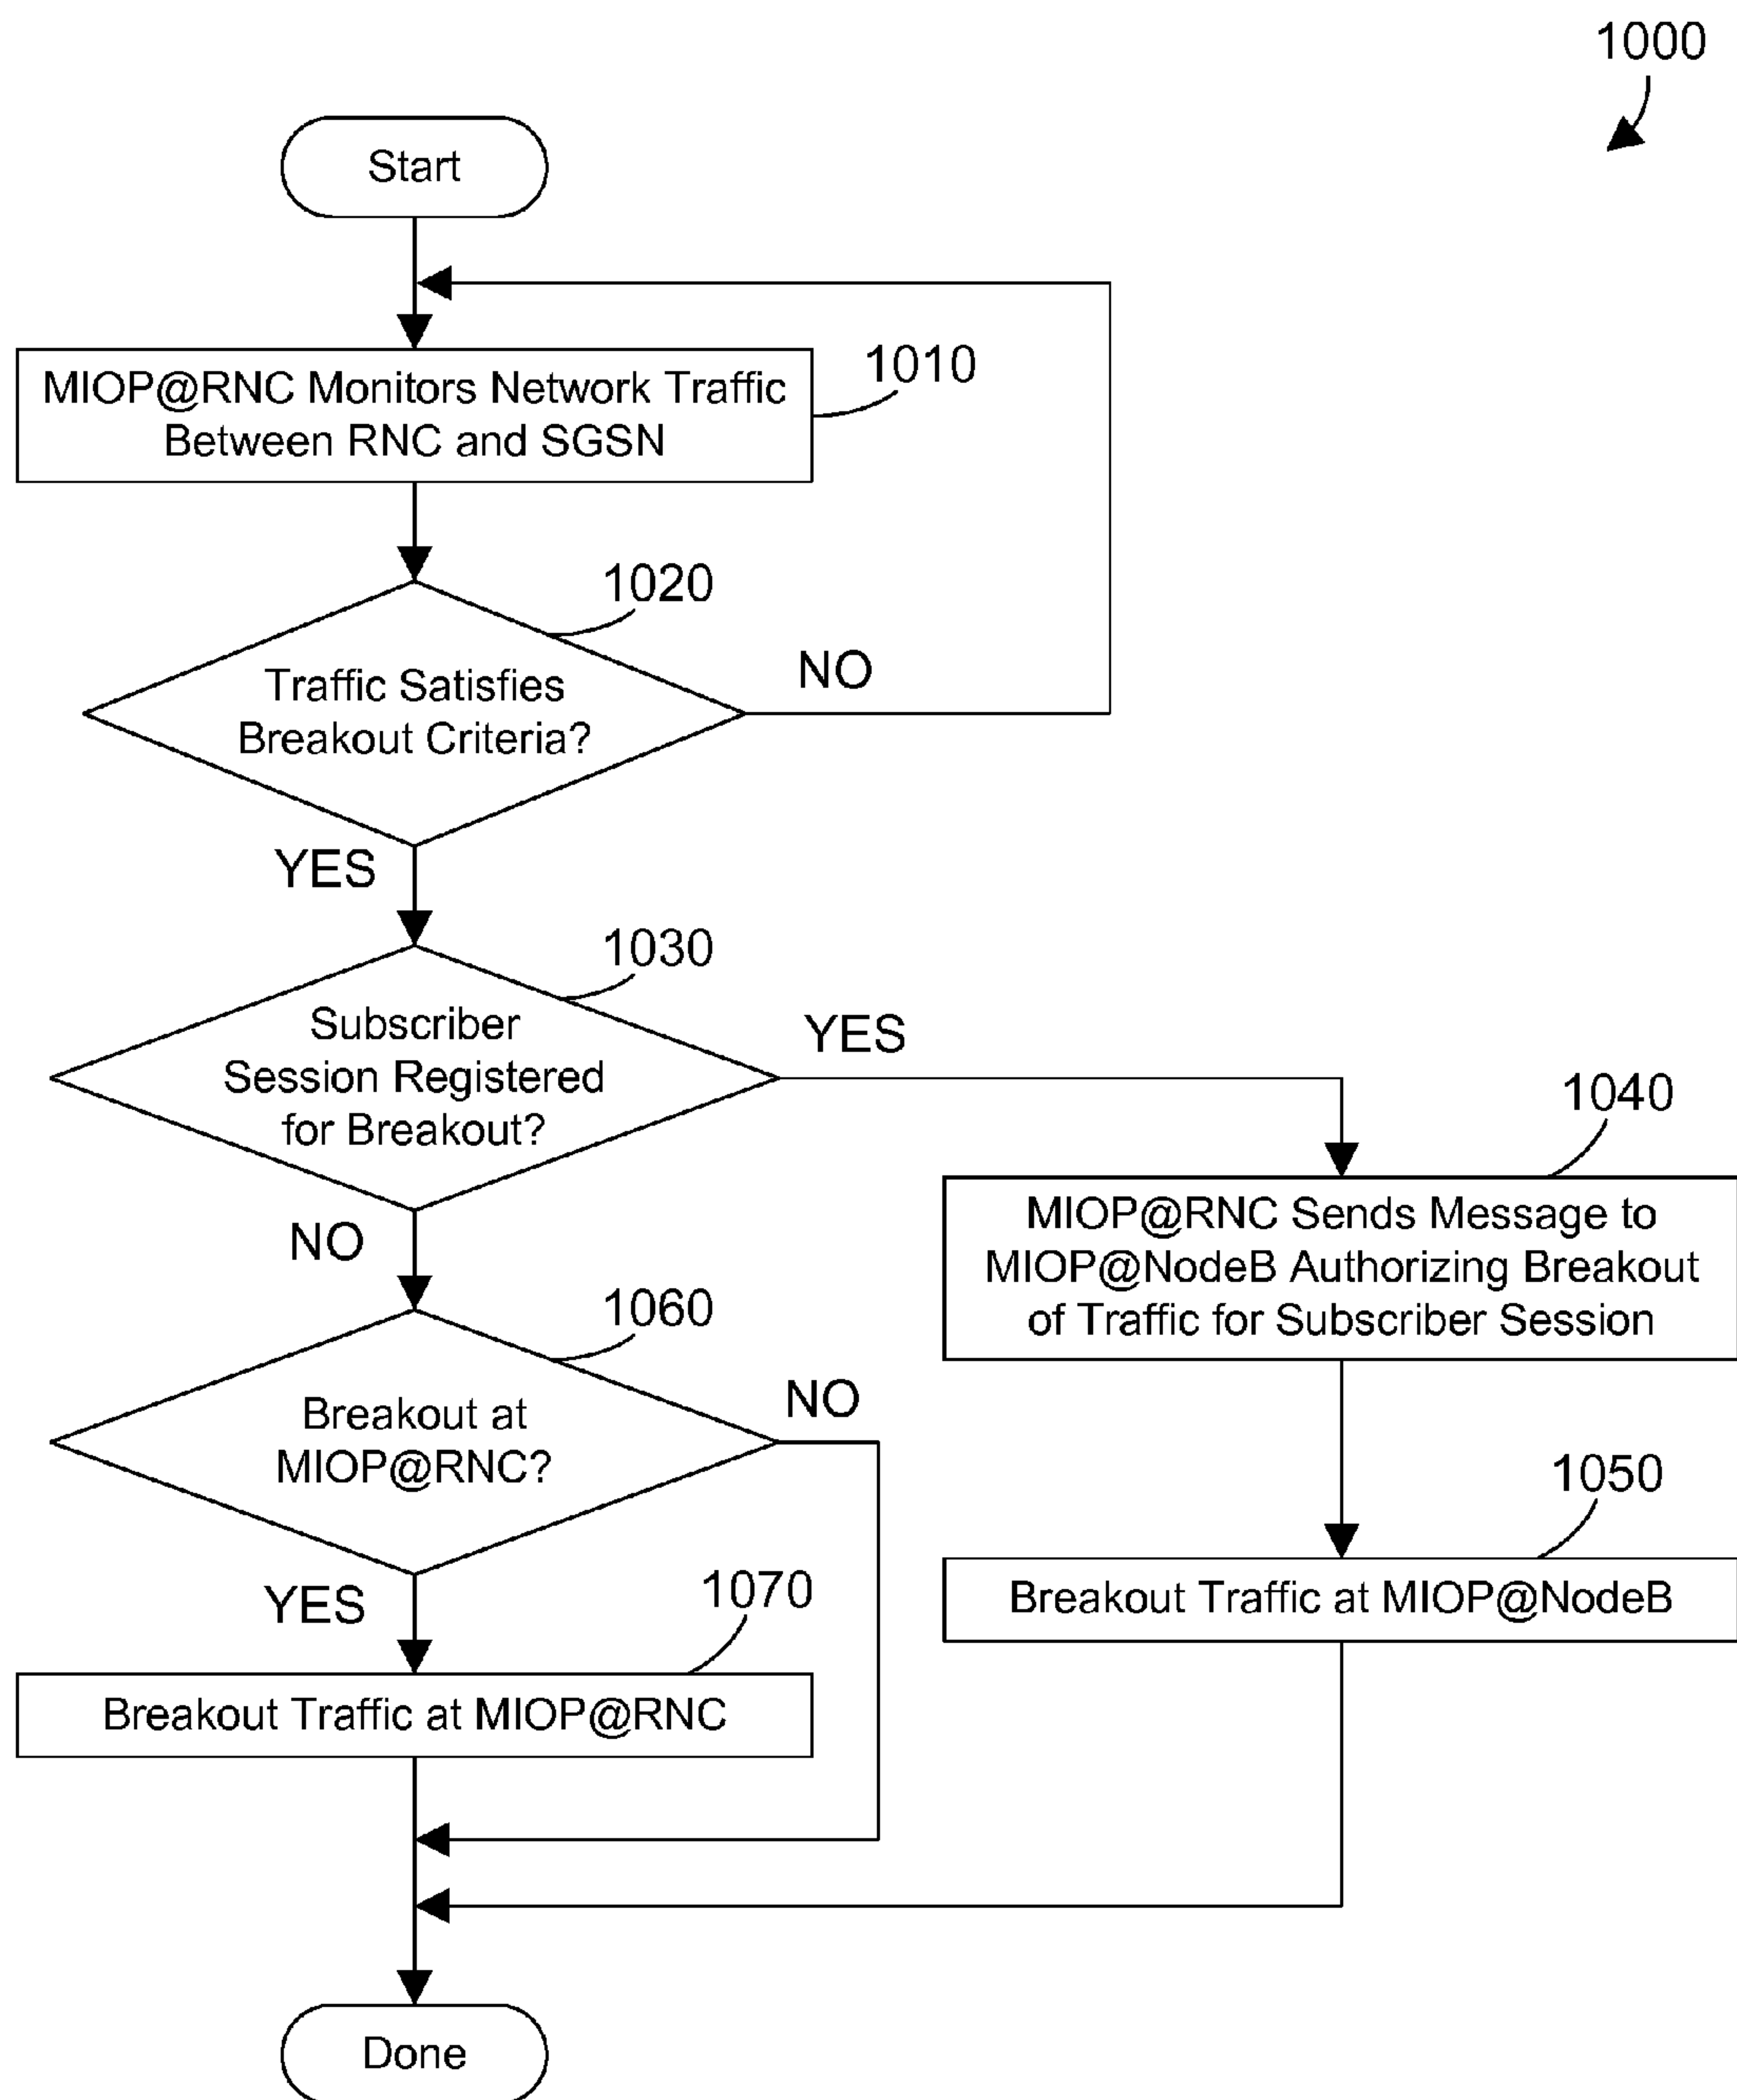 1000
Start
MIOP@RNC Monitors Network Traffic
Between RNC and SGSN
1010
1020
Traffic Satisfies
Breakout Criteria?
NO
YES
1030
Subscriber
Session Registered
for Breakout?
YES
NO
1040
MIOP@RNC Sends Message to
MIOP@NodeB Authorizing Breakout
of Traffic for Subscriber Session
1060
Breakout at
MIOP@RNC?
NO
YES
1050
Breakout Traffic at MIOP@NodeB
1070
Breakout Traffic at MIOP@RNC
Done